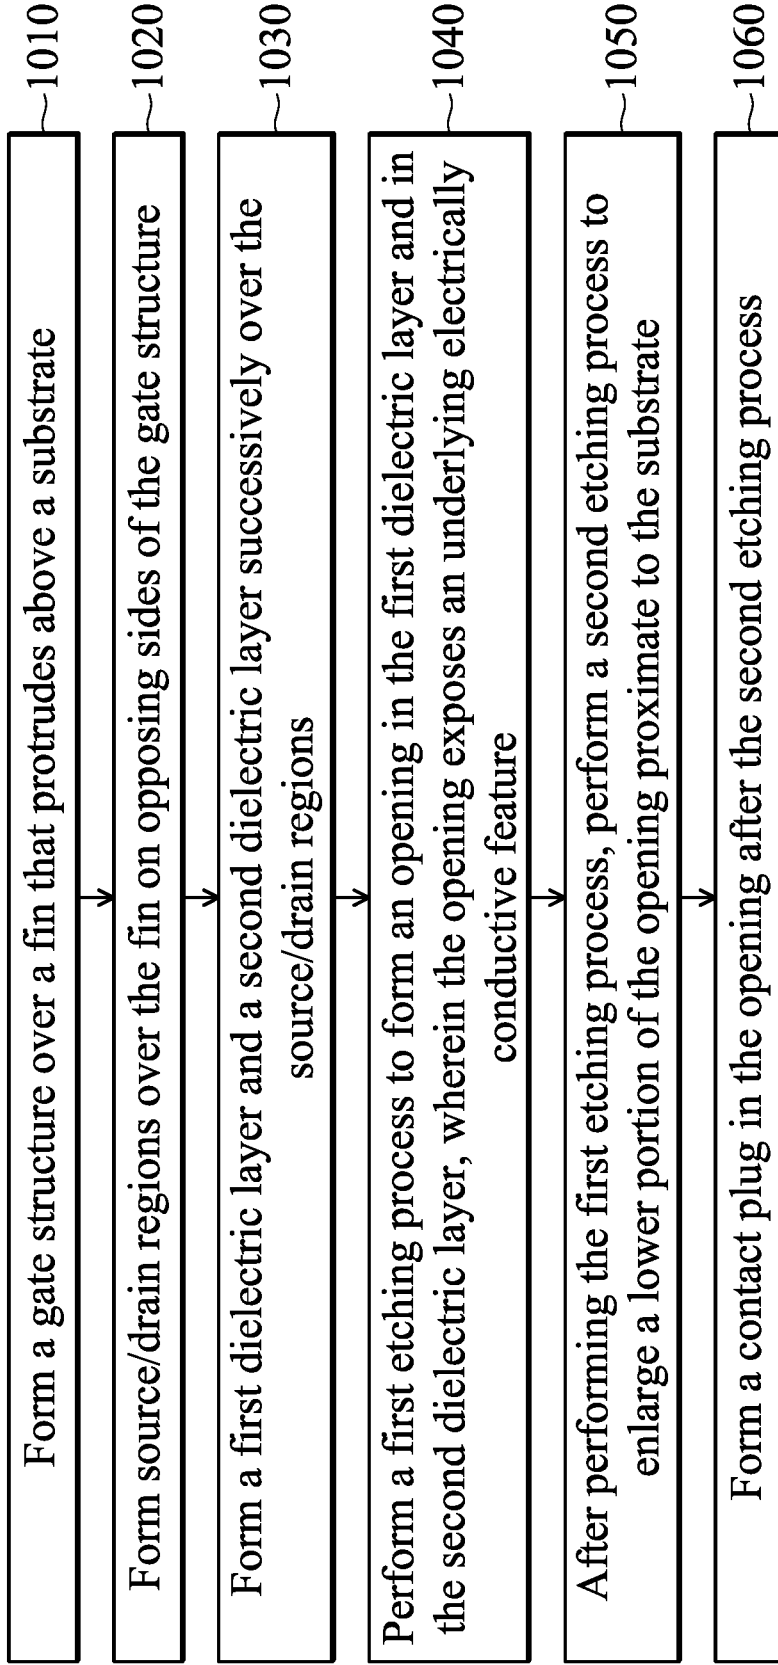 Form a gate structure over a fin that protrudes above a substrate
1010
Form source/drain regions over the fin on opposing sides of the gate structure
1020
Form a first dielectric layer and a second dielectric layer successively over the
source/drain regions
1030
Perform a first etching process to form an opening in the first dielectric layer and in
the second dielectric layer, wherein the opening exposes an underlying electrically
conductive feature
1040
After performing the first etching process, perform a second etching process to
enlarge a lower portion of the opening proximate to the substrate
1050
Form a contact plug in the opening after the second etching process
1060